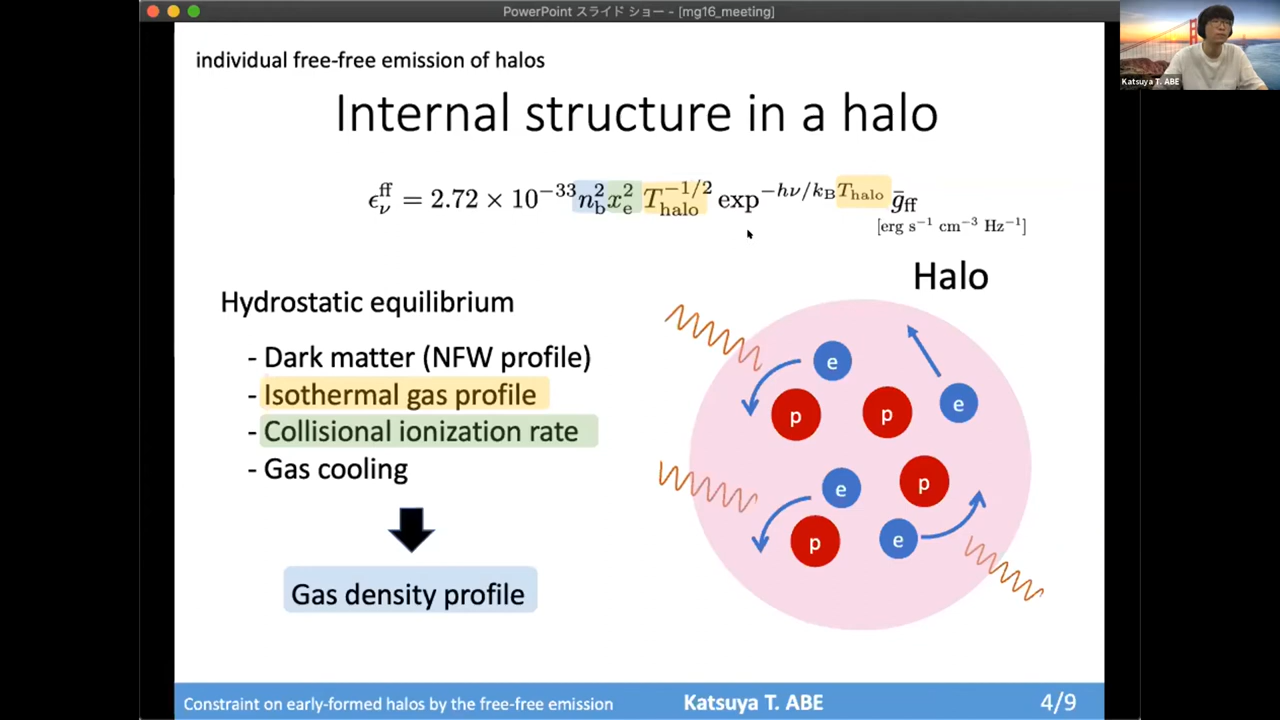 PowerPoint スライド ショー - [mg16_meeting]
Katsuya T. ABE
individual free-free emission of halos
Internal structure in a halo
ϵ_ν^ff = 2.72 × 10^−33 n_b^2 x_e^2 T_halo^−1/2 exp^−hν/k_B T_halo ḡ_ff
[erg s^−1 cm^−3 Hz^−1]
Halo
Hydrostatic equilibrium
- Dark matter (NFW profile)
- Isothermal gas profile
- Collisional ionization rate
- Gas cooling
Gas density profile
e
e
p
p
e
p
e
p
Constraint on early-formed halos by the free-free emission
Katsuya T. ABE
4/9